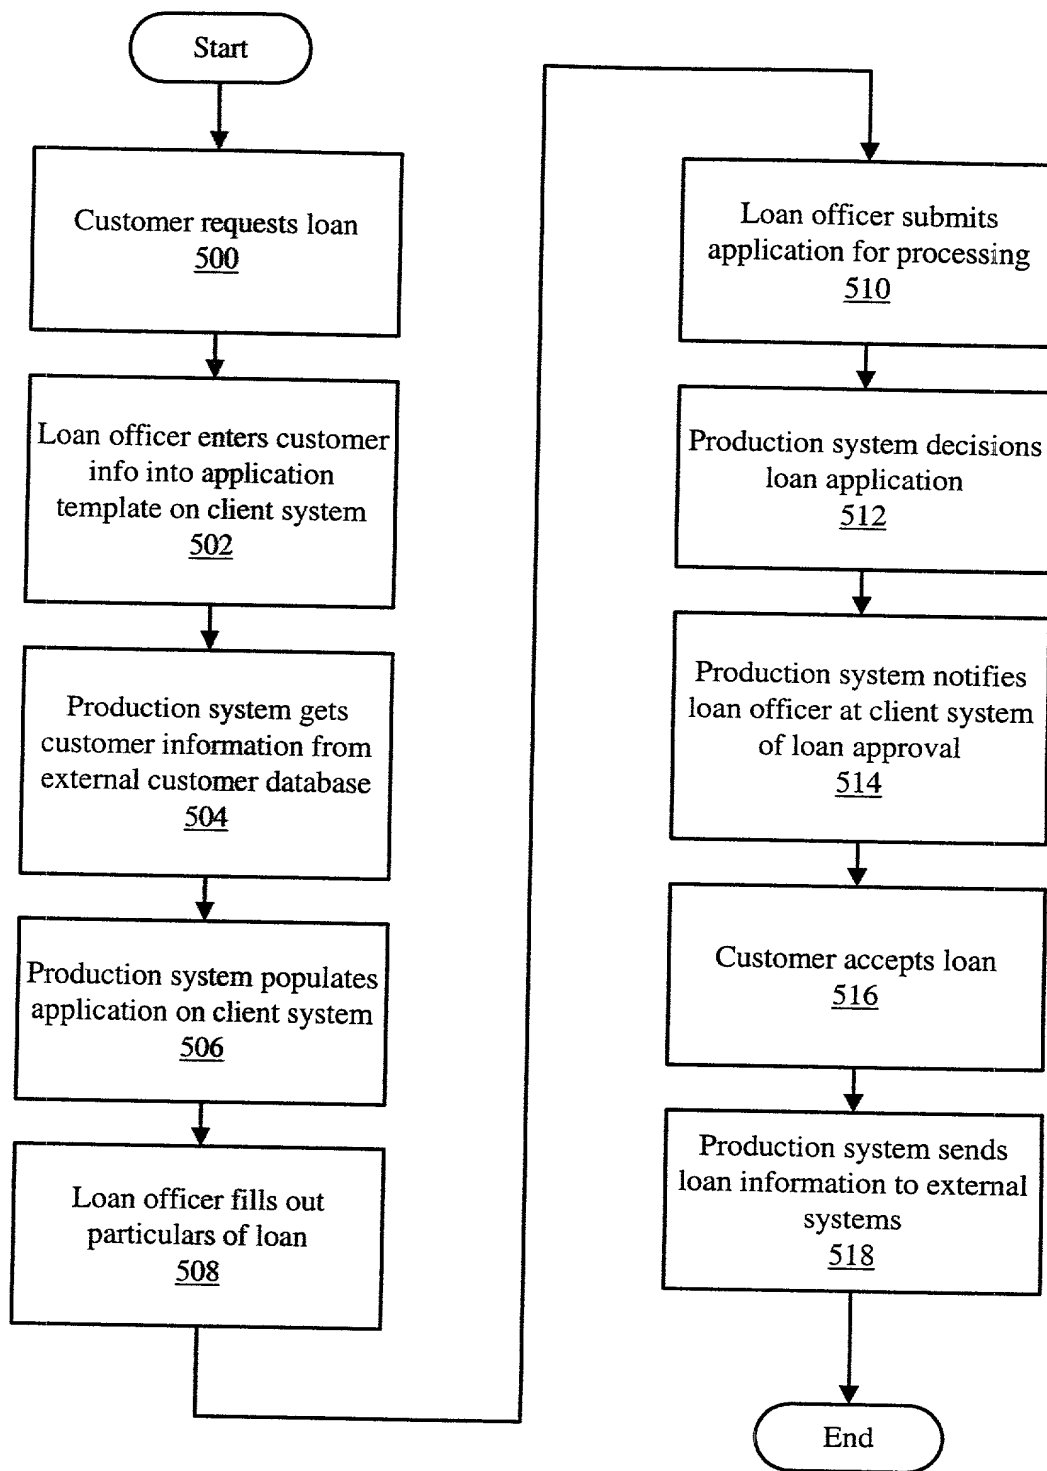 Start
Customer requests loan
500
Loan officer enters customer
info into application
template on client system
502
Production system gets
customer information from
external customer database
504
Production system populates
application on client system
506
Loan officer fills out
particulars of loan
508
Loan officer submits
application for processing
510
Production system decisions
loan application
512
Production system notifies
loan officer at client system
of loan approval
514
Customer accepts loan
516
Production system sends
loan information to external
systems
518
End